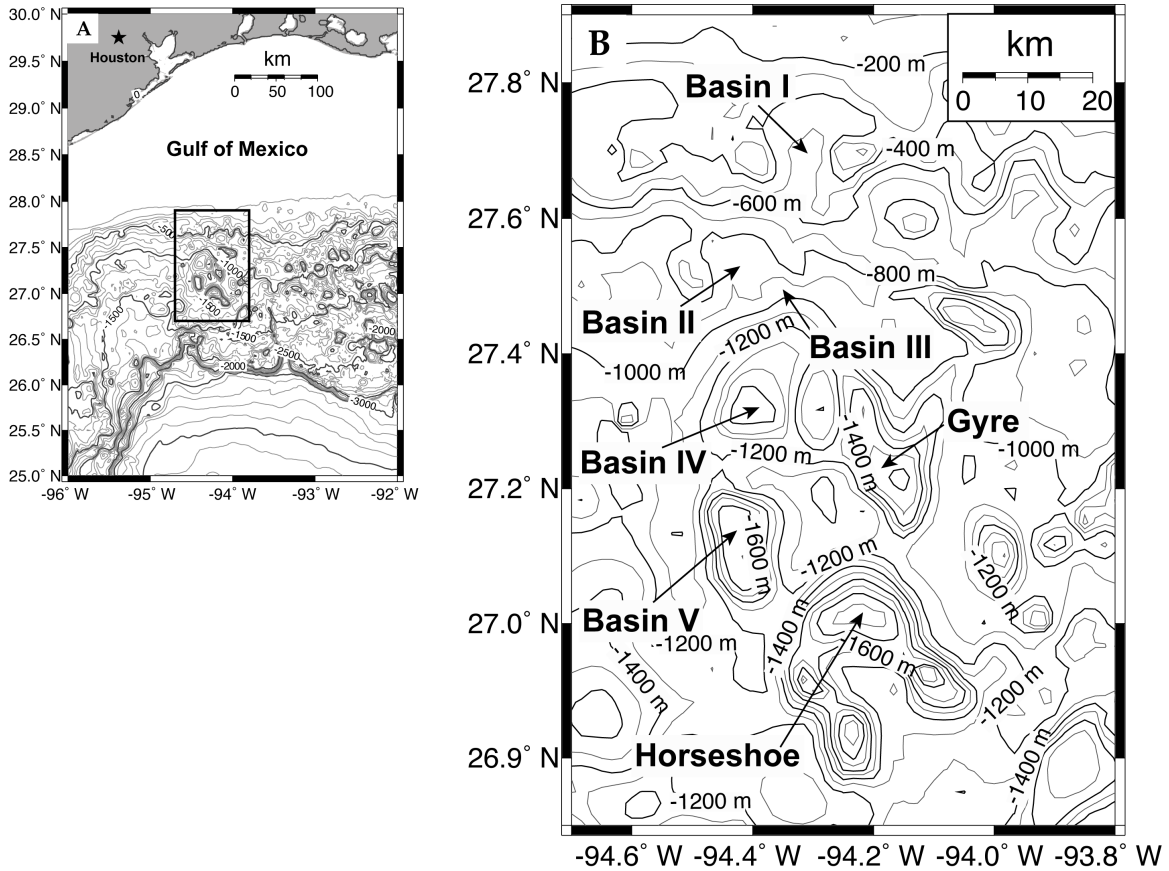 A
30.0° N
29.5° N
29.0° N
28.5° N
28.0° N
27.5° N
27.0° N
26.5° N
26.0° N
25.5° N
25.0° N
-96° W
-95° W
-94° W
-93° W
-92° W
Houston
km
0 50 100
0
Gulf of Mexico
-500
-1000
-1500
-1500
-1500
-2000
-2500
-2000
-3000
B
km
0 10 20
-200 m
Basin I
-400 m
-600 m
-800 m
Basin II
-1200 m
Basin III
-1000 m
Gyre
-1400 m
-1000 m
Basin IV
-1200 m
-1600 m
-1200 m
-1200 m
Basin V
-1200 m
-1400 m
-1600 m
-1400 m
-1200 m
Horseshoe
-1400 m
-1200 m
27.8° N
27.6° N
27.4° N
27.2° N
27.0° N
26.9° N
-94.6° W
-94.4° W
-94.2° W
-94.0° W
-93.8° W